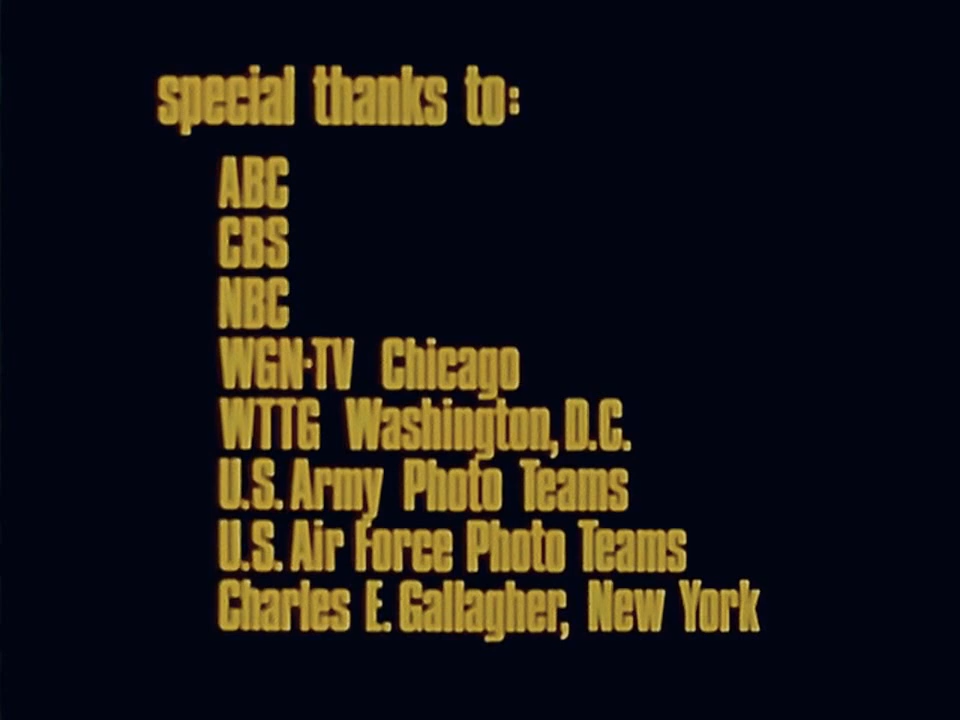 special thanks to:
ABC
CBS
NBC
WGN-TV Chicago
WTTG Washington, D.C.
U.S. Army Photo Teams
U.S. Air Force Photo Teams
Charles E. Gallagher, New York